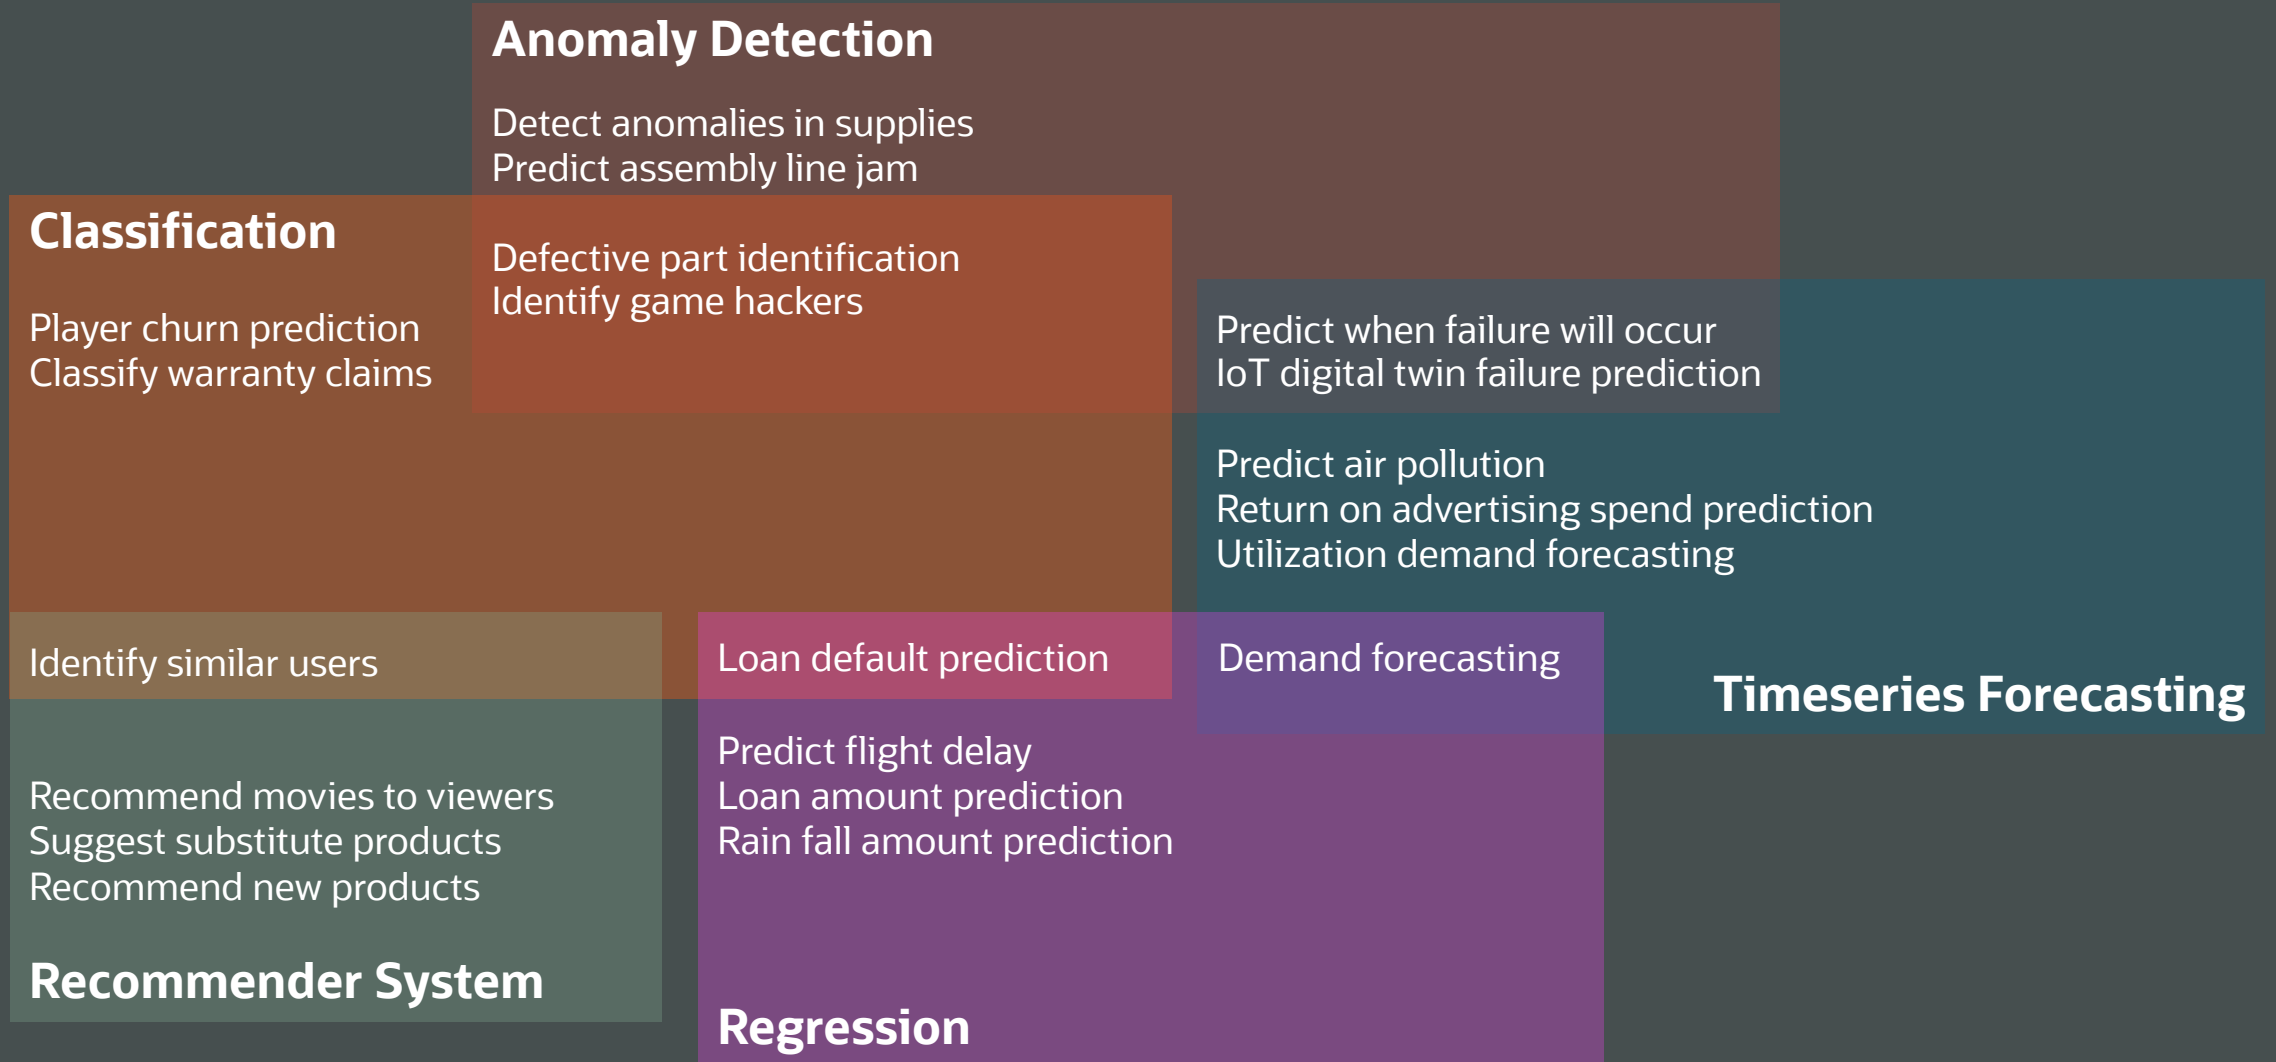 Anomaly Detection
Detect anomalies in supplies
Predict assembly line jam
Classification
Defective part identification
Identify game hackers
Player churn prediction
Classify warranty claims
Predict when failure will occur
IoT digital twin failure prediction
Predict air pollution
Return on advertising spend prediction
Utilization demand forecasting
Identify similar users
Loan default prediction
Demand forecasting
Timeseries Forecasting
Predict flight delay
Loan amount prediction
Rain fall amount prediction
Recommend movies to viewers
Suggest substitute products
Recommend new products
Recommender System
Regression